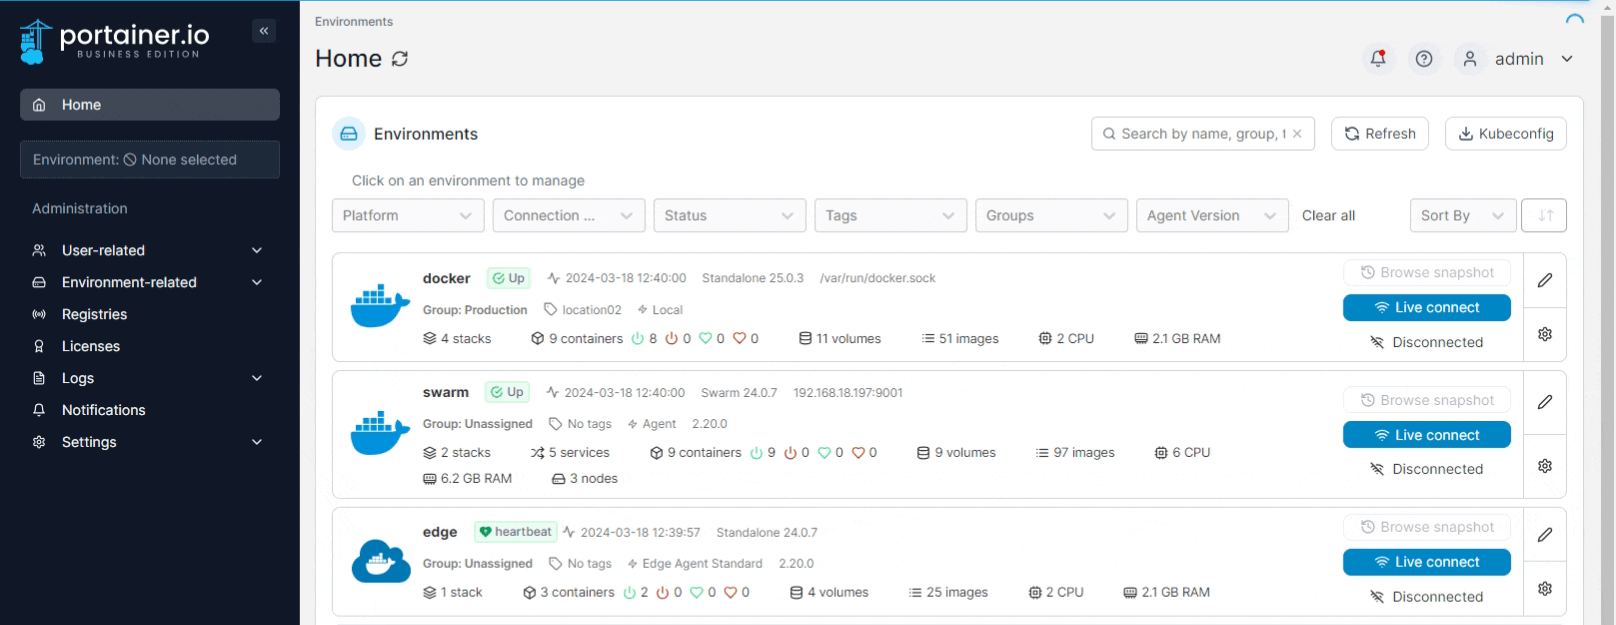 portainer.io
BUSINESS EDITION
Home
Environment: None selected
Administration
User-related
Environment-related
Registries
Licenses
Logs
Notifications
Settings
Environments
Home
admin
Environments
Search by name, group, t
Refresh
Kubeconfig
Click on an environment to manage
Platform Connection ... Status Tags Groups Agent Version Clear all Sort By
docker Up 2024-03-18 12:40:00 Standalone 25.0.3 /var/run/docker.sock
Group: Production location02 Local
4 stacks 9 containers 8 0 0 0 11 volumes 51 images 2 CPU 2.1 GB RAM
Browse snapshot
Live connect
Disconnected
swarm Up 2024-03-18 12:40:00 Swarm 24.0.7 192.168.18.197:9001
Group: Unassigned No tags Agent 2.20.0
2 stacks 5 services 9 containers 9 0 0 0 9 volumes 97 images 6 CPU
6.2 GB RAM 3 nodes
Browse snapshot
Live connect
Disconnected
edge heartbeat 2024-03-18 12:39:57 Standalone 24.0.7
Group: Unassigned No tags Edge Agent Standard 2.20.0
1 stack 3 containers 2 0 0 0 4 volumes 25 images 2 CPU 2.1 GB RAM
Browse snapshot
Live connect
Disconnected